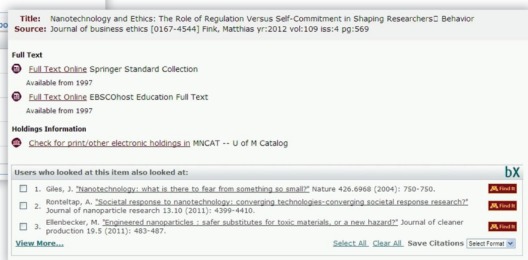 Title: Nanotechnology and Ethics: The Role of Regulation Versus Self-Commitment in Shaping Researchers Behavior
Source: Journal of business ethics [0167-4544] Fink, Matthias yr:2012 vol:109 iss:4 pg:569
Full Text
Full Text Online Springer Standard Collection
Available from 1997
Full Text Online EBSCOhost Education Full Text
Available from 1997
Holdings Information
Check for print/other electronic holdings in MNCAT -- U of M Catalog
Users who looked at this item also looked at: bX
1. Giles, J. "Nanotechnology: what is there to fear from something so small?" Nature 426.6968 (2004): 750-750. M Find It
2. Ronteltap, A. "Societal response to nanotechnology: converging technologies-converging societal response research?"
Journal of nanoparticle research 13.10 (2011): 4399-4410. M Find It
3. Ellenbecker, M. "Engineered nanoparticles : safer substitutes for toxic materials, or a new hazard?" Journal of cleaner
production 19.5 (2011): 483-487. M Find It
View More... Select All Clear All Save Citations Select Format